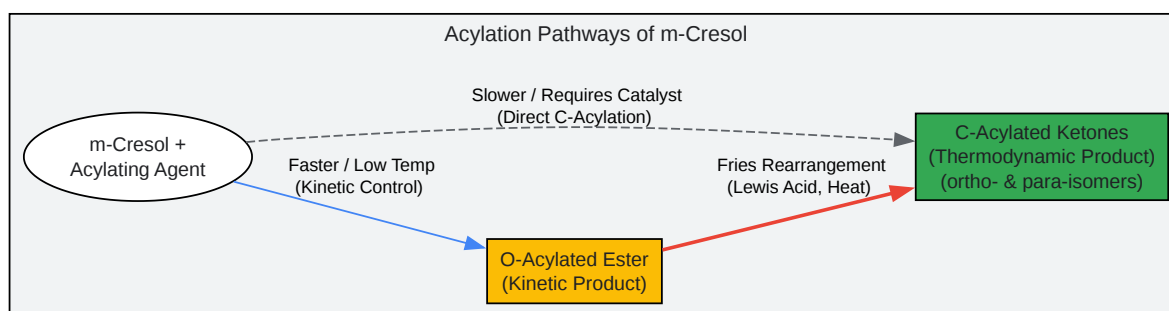 Acylation Pathways of m-Cresol
Slower / Requires Catalyst
(Direct C-Acylation)
m-Cresol +
Acylating Agent
Faster / Low Temp
(Kinetic Control)
Fries Rearrangement
(Lewis Acid, Heat)
C-Acylated Ketones
(Thermodynamic Product)
(ortho- & para-isomers)
O-Acylated Ester
(Kinetic Product)